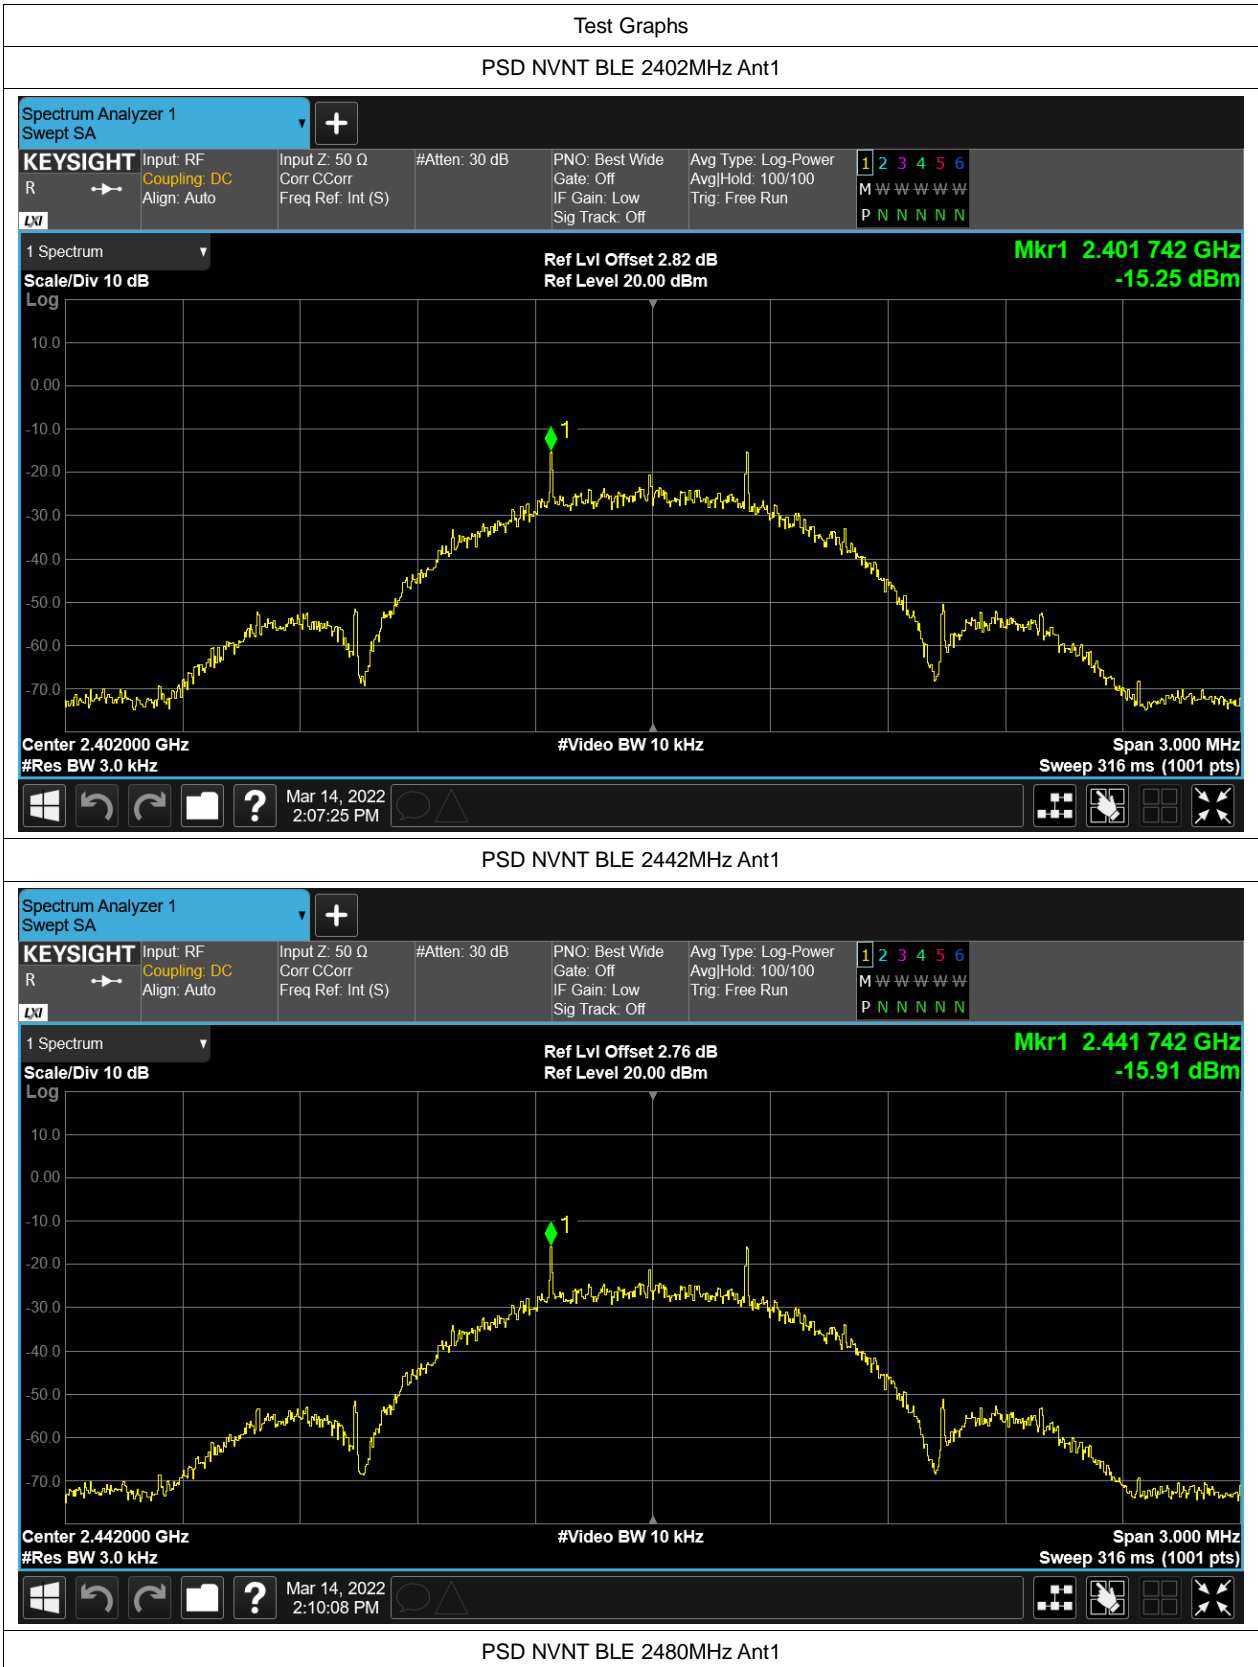 Test Graphs
PSD NVNT BLE 2402MHz Ant1
Spectrum Analyzer 1
Swept SA
KEYSIGHT
R
LXI
Input: RF
Coupling: DC
Align: Auto
Input Z: 50 Ω
Corr CCorr
Freq Ref: Int (S)
#Atten: 30 dB
PNO: Best Wide
Gate: Off
IF Gain: Low
Sig Track: Off
Avg Type: Log-Power
Avg|Hold: 100/100
Trig: Free Run
1 2 3 4 5 6
M W W W W W
P N N N N N
1 Spectrum
Scale/Div 10 dB
Log
Ref Lvl Offset 2.82 dB
Ref Level 20.00 dBm
Mkr1 2.401 742 GHz
-15.25 dBm
10.0
0.00
-10.0
-20.0
-30.0
-40.0
-50.0
-60.0
-70.0
1
Center 2.402000 GHz
#Res BW 3.0 kHz
#Video BW 10 kHz
Span 3.000 MHz
Sweep 316 ms (1001 pts)
?
Mar 14, 2022
2:07:25 PM
PSD NVNT BLE 2442MHz Ant1
Spectrum Analyzer 1
Swept SA
KEYSIGHT
R
LXI
Input: RF
Coupling: DC
Align: Auto
Input Z: 50 Ω
Corr CCorr
Freq Ref: Int (S)
#Atten: 30 dB
PNO: Best Wide
Gate: Off
IF Gain: Low
Sig Track: Off
Avg Type: Log-Power
Avg|Hold: 100/100
Trig: Free Run
1 2 3 4 5 6
M W W W W W
P N N N N N
1 Spectrum
Scale/Div 10 dB
Log
Ref Lvl Offset 2.76 dB
Ref Level 20.00 dBm
Mkr1 2.441 742 GHz
-15.91 dBm
10.0
0.00
-10.0
-20.0
-30.0
-40.0
-50.0
-60.0
-70.0
1
Center 2.442000 GHz
#Res BW 3.0 kHz
#Video BW 10 kHz
Span 3.000 MHz
Sweep 316 ms (1001 pts)
?
Mar 14, 2022
2:10:08 PM
PSD NVNT BLE 2480MHz Ant1